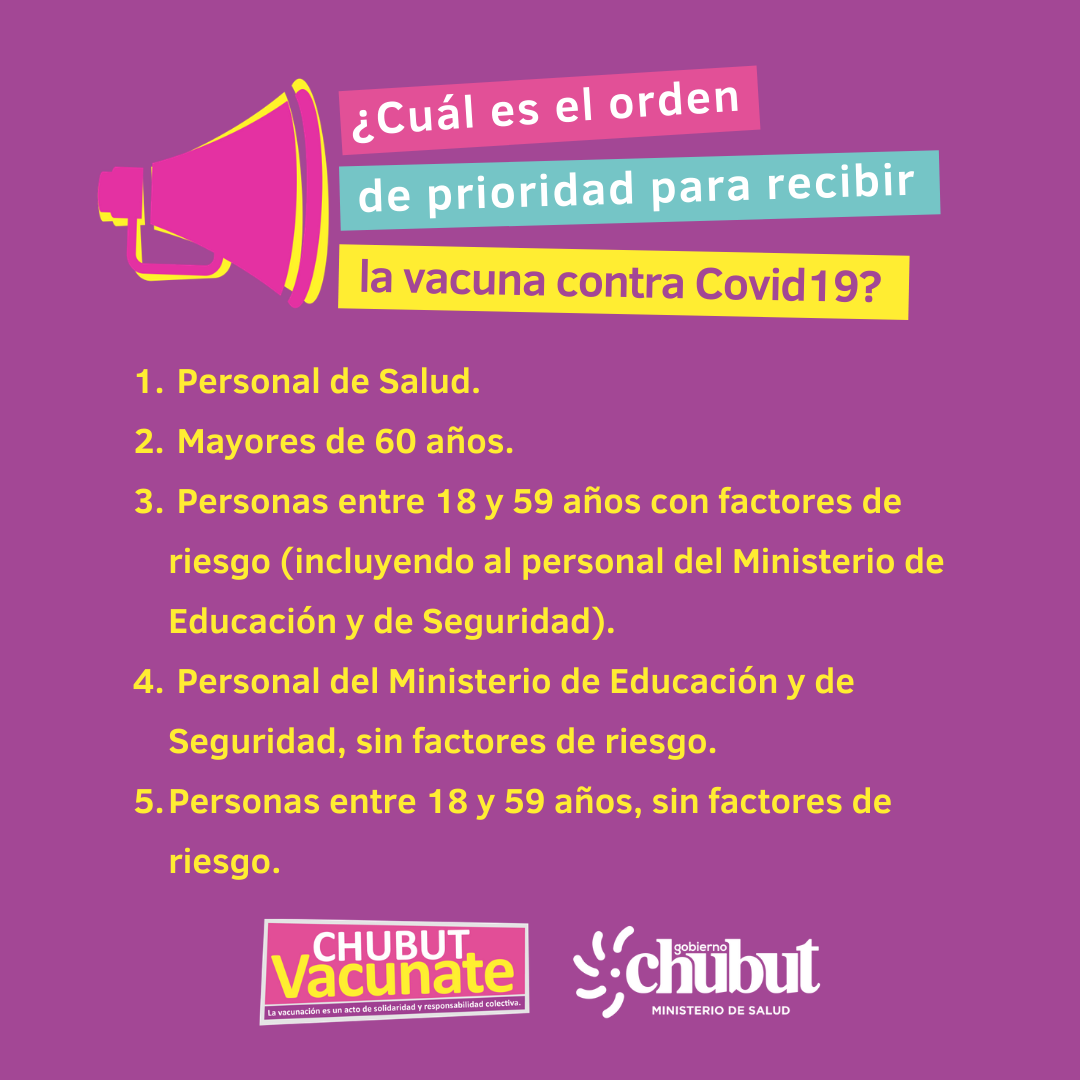 ¿Cuál es el orden
de prioridad para recibir
la vacuna contra Covid19?
1. Personal de Salud.
2. Mayores de 60 años.
3. Personas entre 18 y 59 años con factores de
riesgo (incluyendo al personal del Ministerio de
Educación y de Seguridad).
4. Personal del Ministerio de Educación y de
Seguridad, sin factores de riesgo.
5. Personas entre 18 y 59 años, sin factores de
riesgo.
CHUBUT
Vacunate
La vacunación es un acto de solidaridad y responsabilidad colectiva.
gobierno
chubut
MINISTERIO DE SALUD